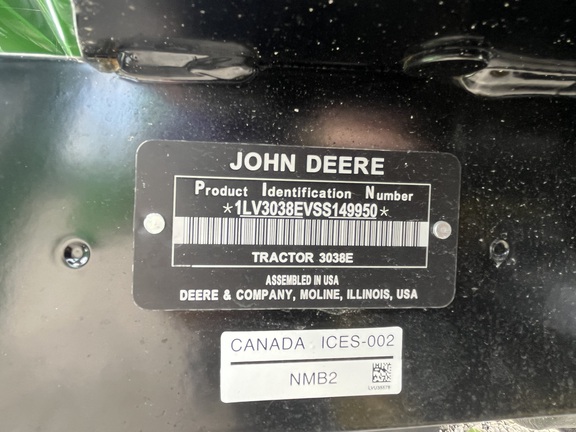 JOHN DEERE
Product Identification Number
*1LV3038EVSS149950*
TRACTOR 3038E
ASSEMBLED IN USA
DEERE & COMPANY, MOLINE, ILLINOIS, USA
CANADA ICES-002
NMB2